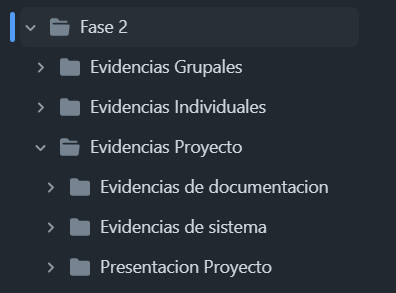 Fase 2
Evidencias Grupales
Evidencias Individuales
Evidencias Proyecto
Evidencias de documentacion
Evidencias de sistema
Presentacion Proyecto